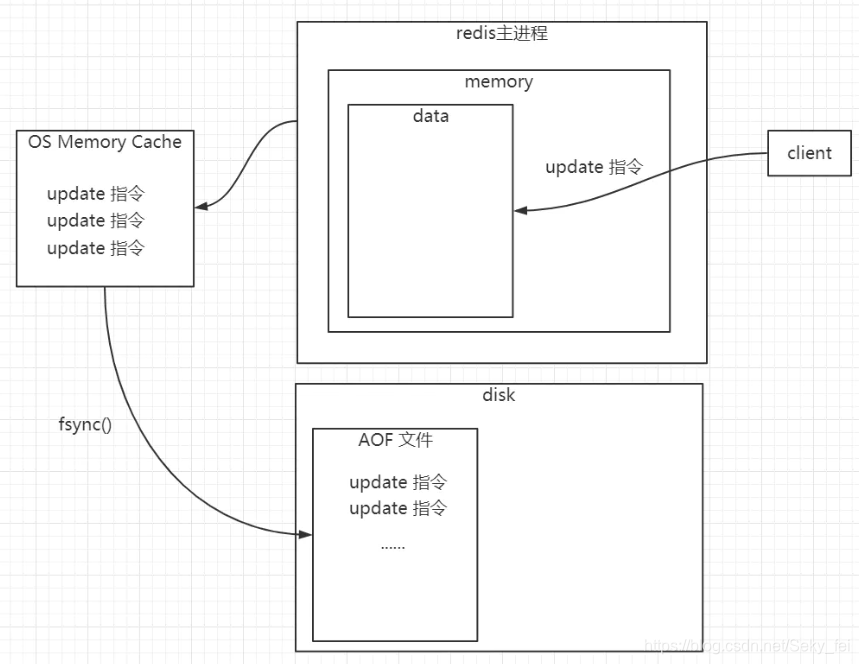 redis主进程
memory
data
OS Memory Cache
update 指令
update 指令
update 指令
update 指令
client
fsync()
disk
AOF 文件
update 指令
update 指令
......
https://blog.csdn.net/Seky_fei